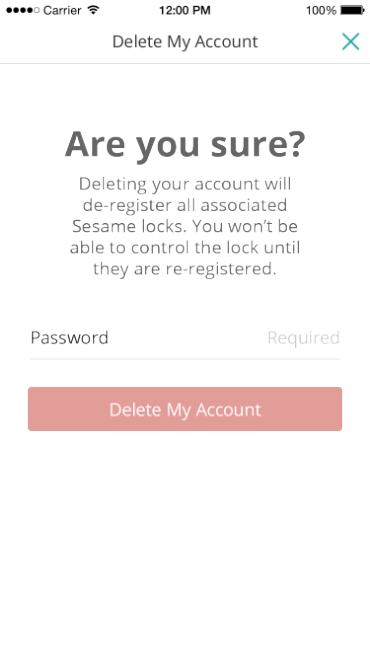 Carrier 12:00 PM 100%
Delete My Account
Are you sure?
Deleting your account will
de-register all associated
Sesame locks. You won't be
able to control the lock until
they are re-registered.
Password Required
Delete My Account